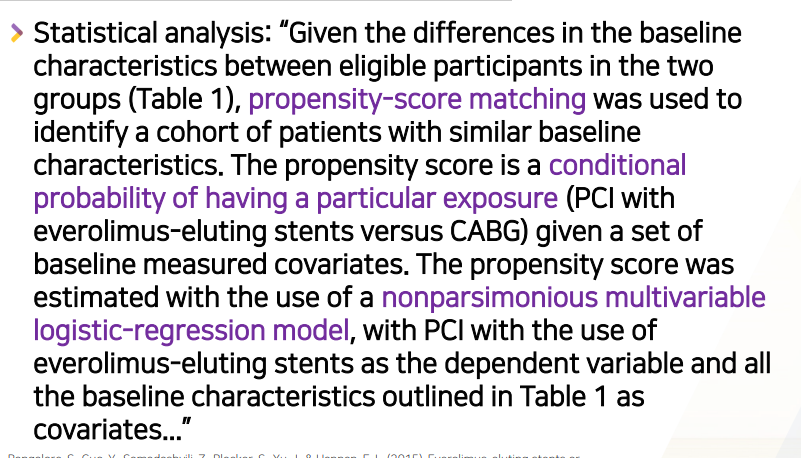 Statistical analysis: “Given the differences in the baseline
characteristics between eligible participants in the two
groups (Table 1), propensity-score matching was used to
identify a cohort of patients with similar baseline
characteristics. The propensity score is a conditional
probability of having a particular exposure (PCI with
everolimus-eluting stents versus CABG) given a set of
baseline measured covariates. The propensity score was
estimated with the use of a nonparsimonious multivariable
logistic-regression model, with PCI with the use of
everolimus-eluting stents as the dependent variable and all
the baseline characteristics outlined in Table 1 as
covariates...”